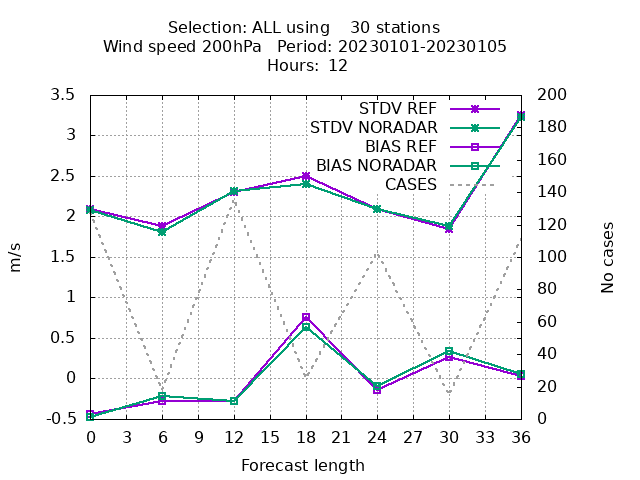 Selection: ALL using    30 stations
Wind speed 200hPa   Period: 20230101-20230105
Hours:  12
STDV REF
STDV NORADAR
BIAS REF
BIAS NORADAR
CASES
3.5
3
2.5
2
1.5
1
0.5
0
-0.5
m/s
200
180
160
140
120
100
80
60
40
20
0
No cases
0 3 6 9 12 15 18 21 24 27 30 33 36
Forecast length